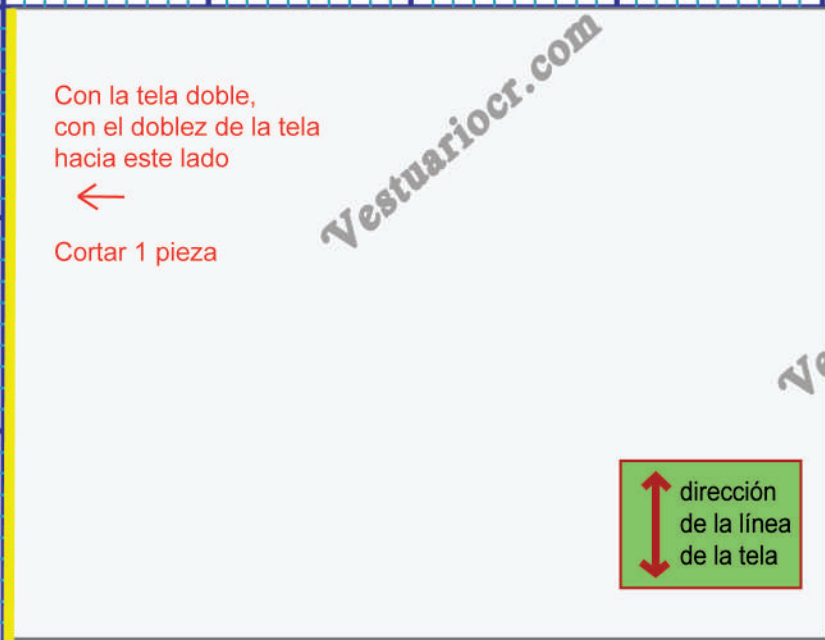 Con la tela doble,
con el doblez de la tela
hacia este lado
Cortar 1 pieza
Vestuariocr.com
dirección
de la línea
de la tela